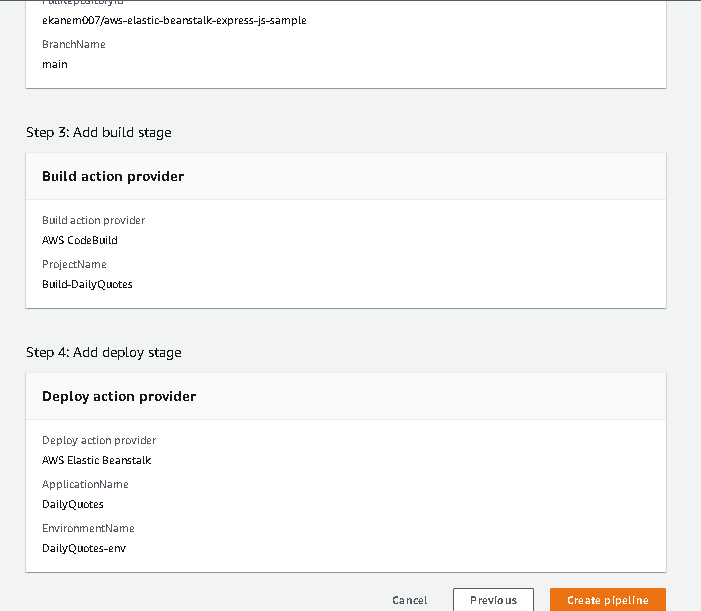 FullRepositoryId
ekanem007/aws-elastic-beanstalk-express-js-sample
BranchName
main
Step 3: Add build stage
Build action provider
Build action provider
AWS CodeBuild
ProjectName
Build-DailyQuotes
Step 4: Add deploy stage
Deploy action provider
Deploy action provider
AWS Elastic Beanstalk
ApplicationName
DailyQuotes
EnvironmentName
DailyQuotes-env
Cancel
Previous
Create pipeline